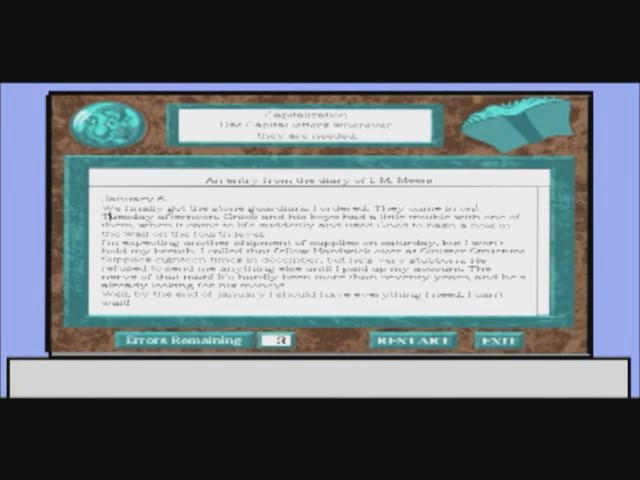 Capitalization
Use Capital letters wherever
they are needed.
An entry from the diary of I. M. Meen
January 6
We finally got the stone guardians I ordered. They came in on
Tuesday afternoon. and his boys had a little trouble with one of
them, when it came to life suddenly and used to bash a hole in
the wall on the fourth level.
I'm expecting another shipment of supplies on saturday, but I won't
hold my breath. I called that fellow Hardwick over at Sinister Structure
Supplies eighteen times in december, but he's very stubborn. He
refused to send me anything else until I paid up my account. The
nerve of that man! It's hardly been more than seventy years, and he's
already looking for his money!
Well, by the end of january I should have everything I need. I can't
wait!
Errors Remaining 3 RESTART EXIT